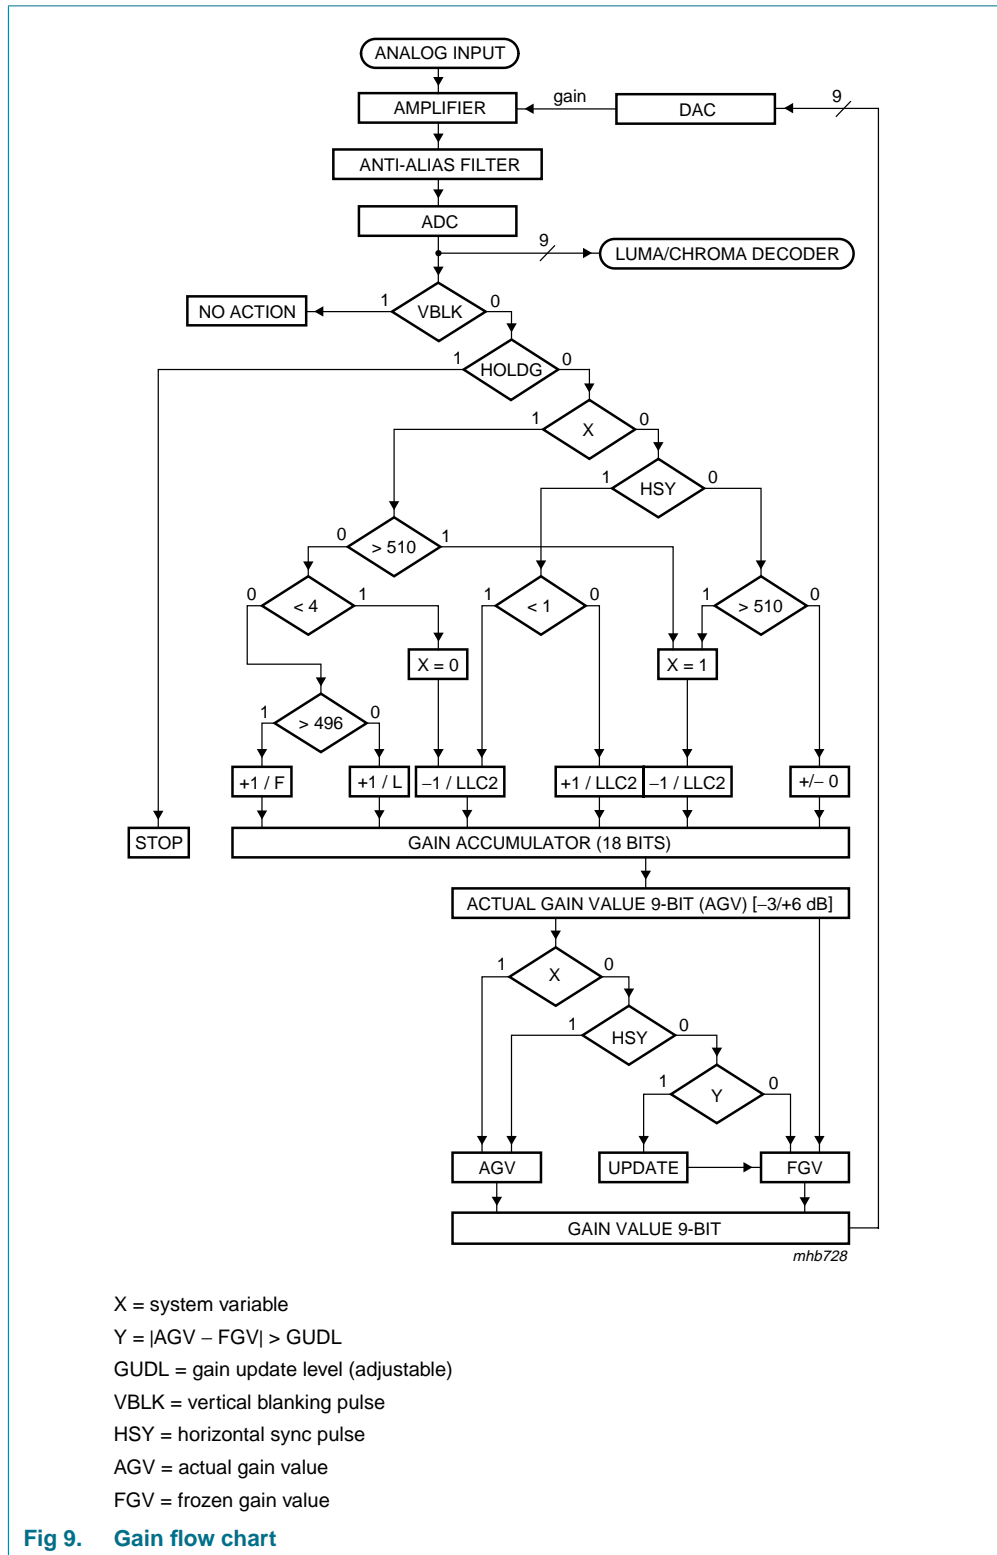 ANALOG INPUT
AMPLIFIER
gain
DAC
9
ANTI-ALIAS FILTER
ADC
9
LUMA/CHROMA DECODER
NO ACTION
1
VBLK
0
1
HOLDG
0
1
X
0
1
HSY
0
0
> 510
1
0
< 4
1
1
< 1
0
1
> 510
0
X = 0
X = 1
1
> 496
0
+1 / F
+1 / L
−1 / LLC2
+1 / LLC2
−1 / LLC2
+/− 0
STOP
GAIN ACCUMULATOR (18 BITS)
ACTUAL GAIN VALUE 9-BIT (AGV) [−3/+6 dB]
1
X
0
1
HSY
0
1
Y
0
AGV
UPDATE
FGV
GAIN VALUE 9-BIT
mhb728
X = system variable
Y = |AGV − FGV| > GUDL
GUDL = gain update level (adjustable)
VBLK = vertical blanking pulse
HSY = horizontal sync pulse
AGV = actual gain value
FGV = frozen gain value
Fig 9. Gain flow chart